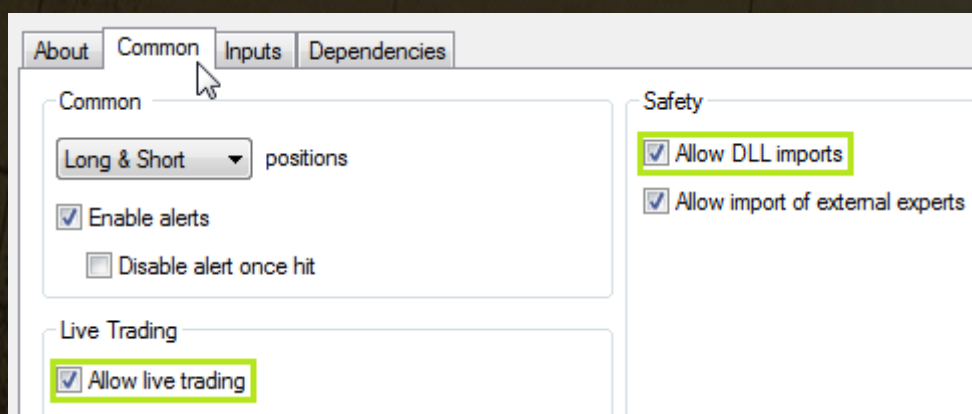 About Common Inputs Dependencies
Common
Long & Short positions
Enable alerts
Disable alert once hit
Live Trading
Allow live trading
Safety
Allow DLL imports
Allow import of external experts